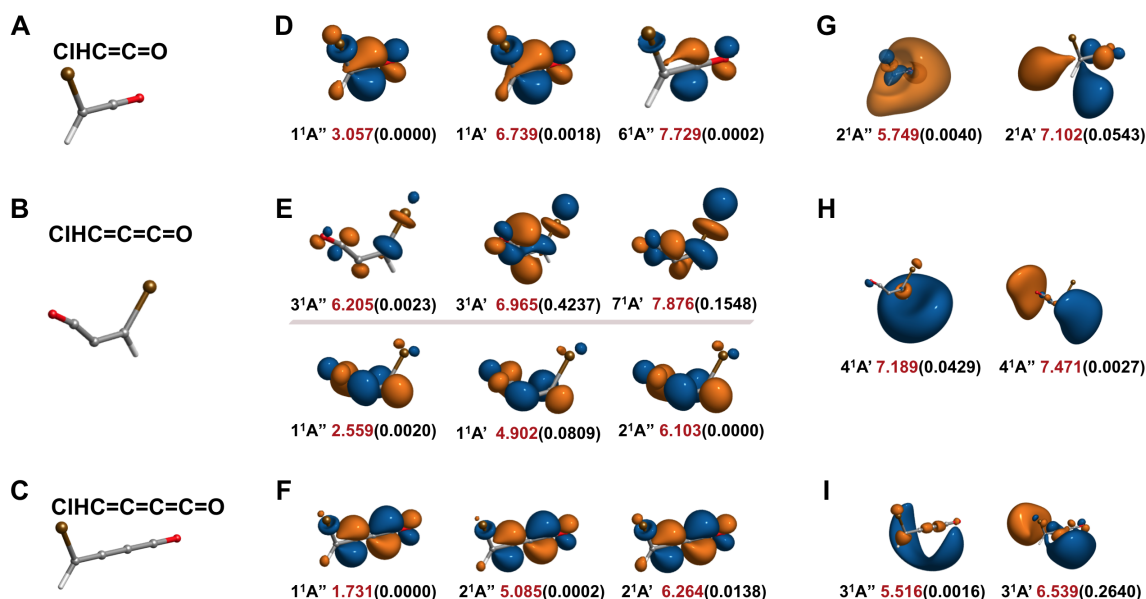 A
ClHC=C=O
D
1¹A’’ 3.057(0.0000) 1¹A’ 6.739(0.0018) 6¹A’’ 7.729(0.0002)
G
2¹A’’ 5.749(0.0040) 2¹A’ 7.102(0.0543)
B
ClHC=C=C=O
E
3¹A’’ 6.205(0.0023) 3¹A’ 6.965(0.4237) 7¹A’ 7.876(0.1548)
1¹A’’ 2.559(0.0020) 1¹A’ 4.902(0.0809) 2¹A’’ 6.103(0.0000)
H
4¹A’ 7.189(0.0429) 4¹A’’ 7.471(0.0027)
C
ClHC=C=C=C=O
F
1¹A’’ 1.731(0.0000) 2¹A’’ 5.085(0.0002) 2¹A’ 6.264(0.0138)
I
3¹A’’ 5.516(0.0016) 3¹A’ 6.539(0.2640)